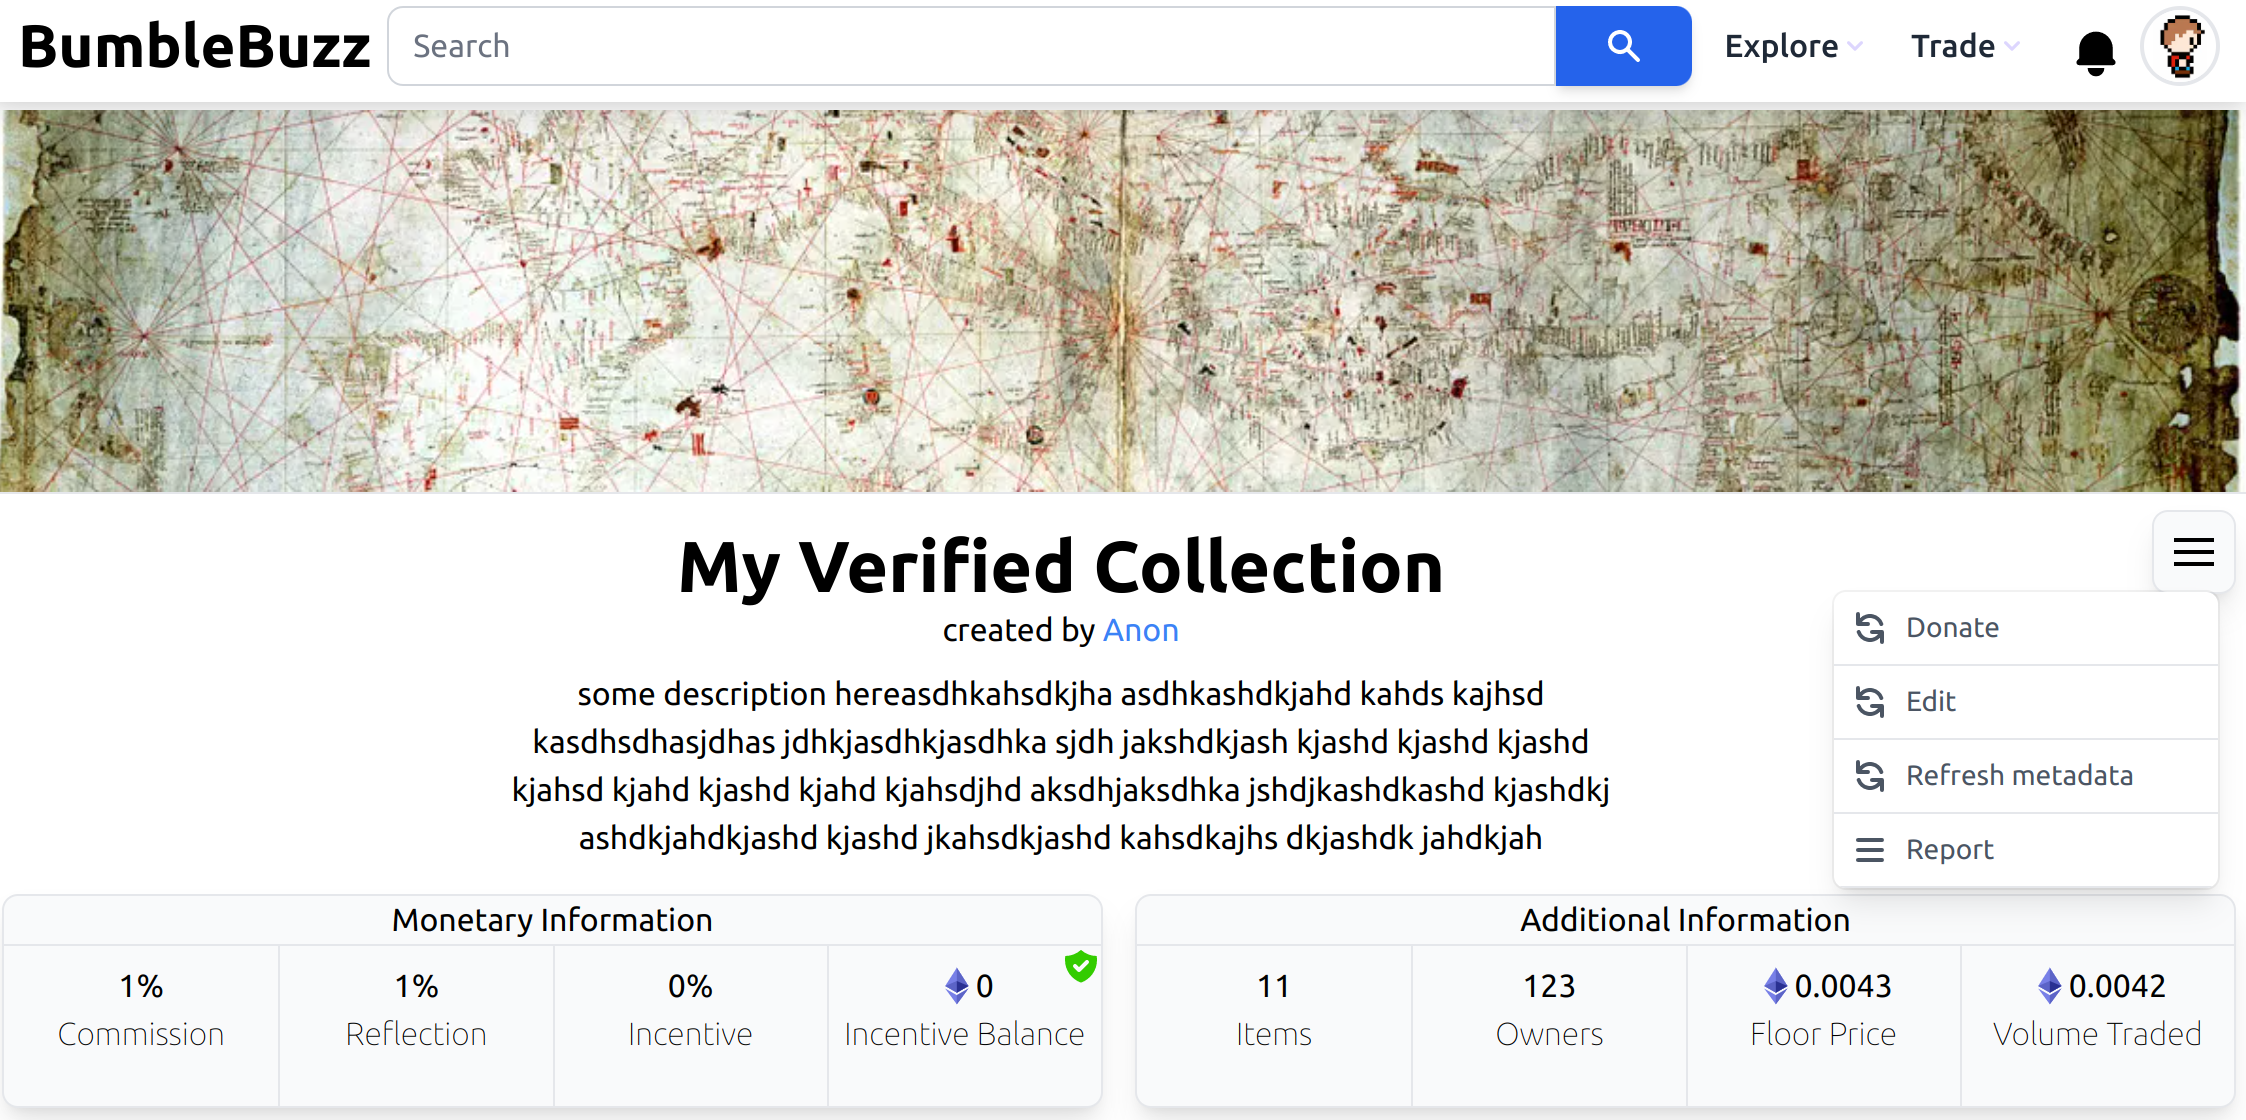 BumbleBuzz
Search
Explore
Trade
My Verified Collection
created by Anon
some description hereasdhkahsdkjha asdhkashdkjahd kahds kajhsd
kasdhsdhasjdhas jdhkjasdhkjasdhka sjdh jakshdkjash kjashd kjashd kjashd
kjahsd kjahd kjashd kjahd kjahsdjhd aksdhjaksdhka jshdjkashdkashd kjashdkj
ashdkjahdkjashd kjashd jkahsdkjashd kahsdkajhs dkjashdk jahdkjah
Donate
Edit
Refresh metadata
Report
Monetary Information
1%
Commission
1%
Reflection
0%
Incentive
0
Incentive Balance
Additional Information
11
Items
123
Owners
0.0043
Floor Price
0.0042
Volume Traded